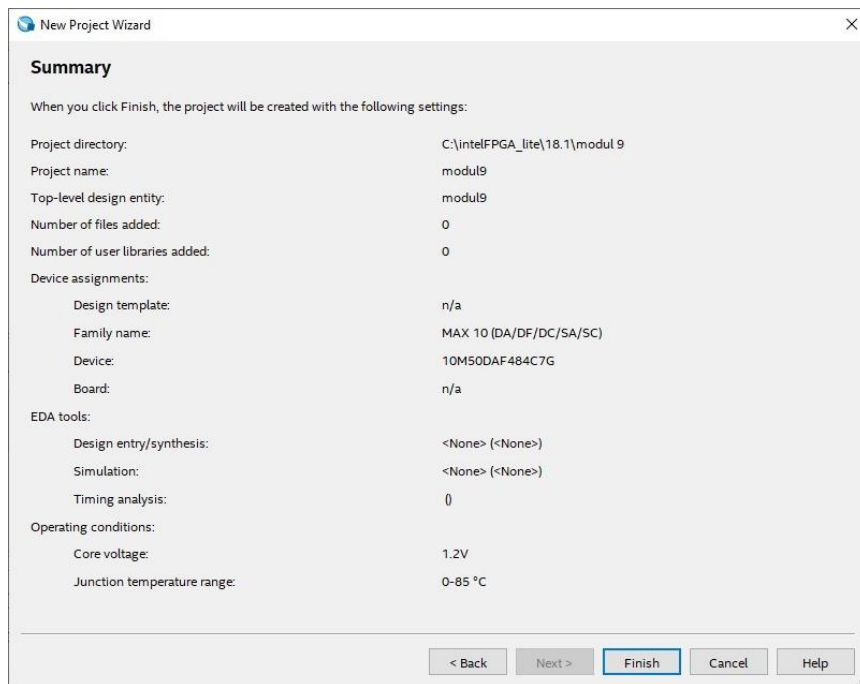 New Project Wizard
Summary
When you click Finish, the project will be created with the following settings:
Project directory: C:\intelFPGA_lite\18.1\modul 9
Project name: modul9
Top-level design entity: modul9
Number of files added: 0
Number of user libraries added: 0
Device assignments:
Design template: n/a
Family name: MAX 10 (DA/DF/DC/SA/SC)
Device: 10M50DAF484C7G
Board: n/a
EDA tools:
Design entry/synthesis: <None> (<None>)
Simulation: <None> (<None>)
Timing analysis: ()
Operating conditions:
Core voltage: 1.2V
Junction temperature range: 0-85 °C
< Back Next > Finish Cancel Help